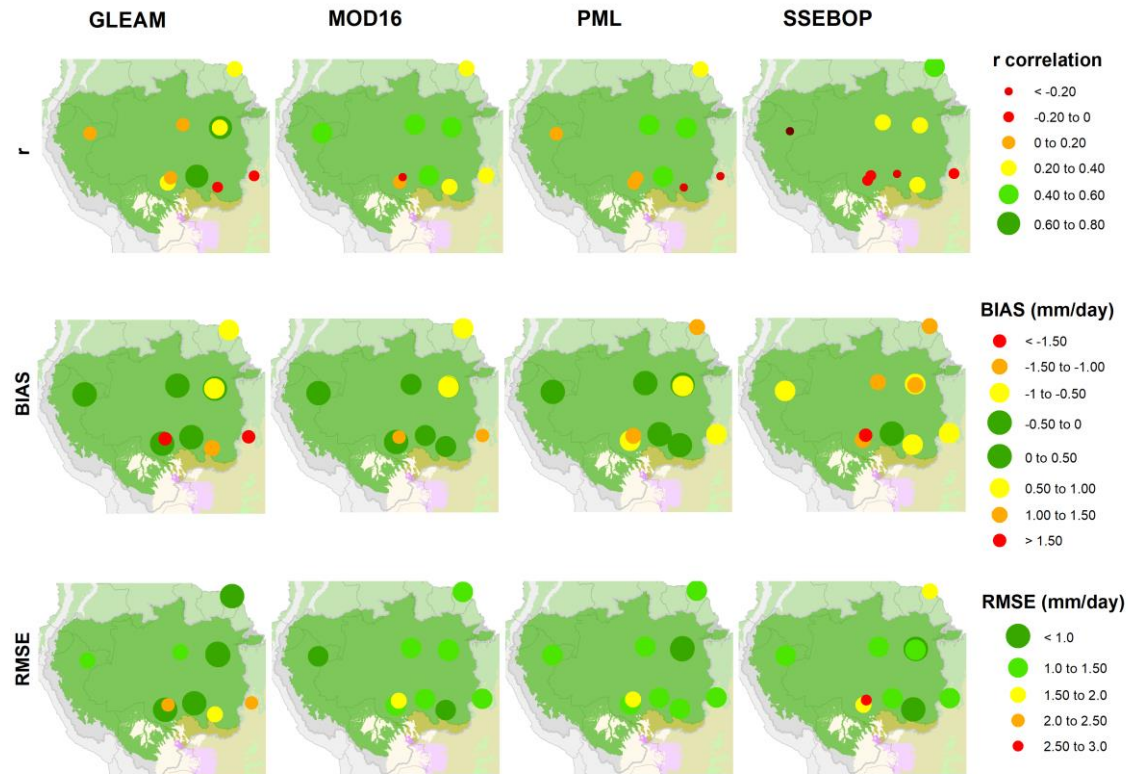 GLEAM MOD16 PML SSEBOP
r
r correlation
< -0.20
-0.20 to 0
0 to 0.20
0.20 to 0.40
0.40 to 0.60
0.60 to 0.80
BIAS
BIAS (mm/day)
< -1.50
-1.50 to -1.00
-1 to -0.50
-0.50 to 0
0 to 0.50
0.50 to 1.00
1.00 to 1.50
> 1.50
RMSE
RMSE (mm/day)
< 1.0
1.0 to 1.50
1.50 to 2.0
2.0 to 2.50
2.50 to 3.0